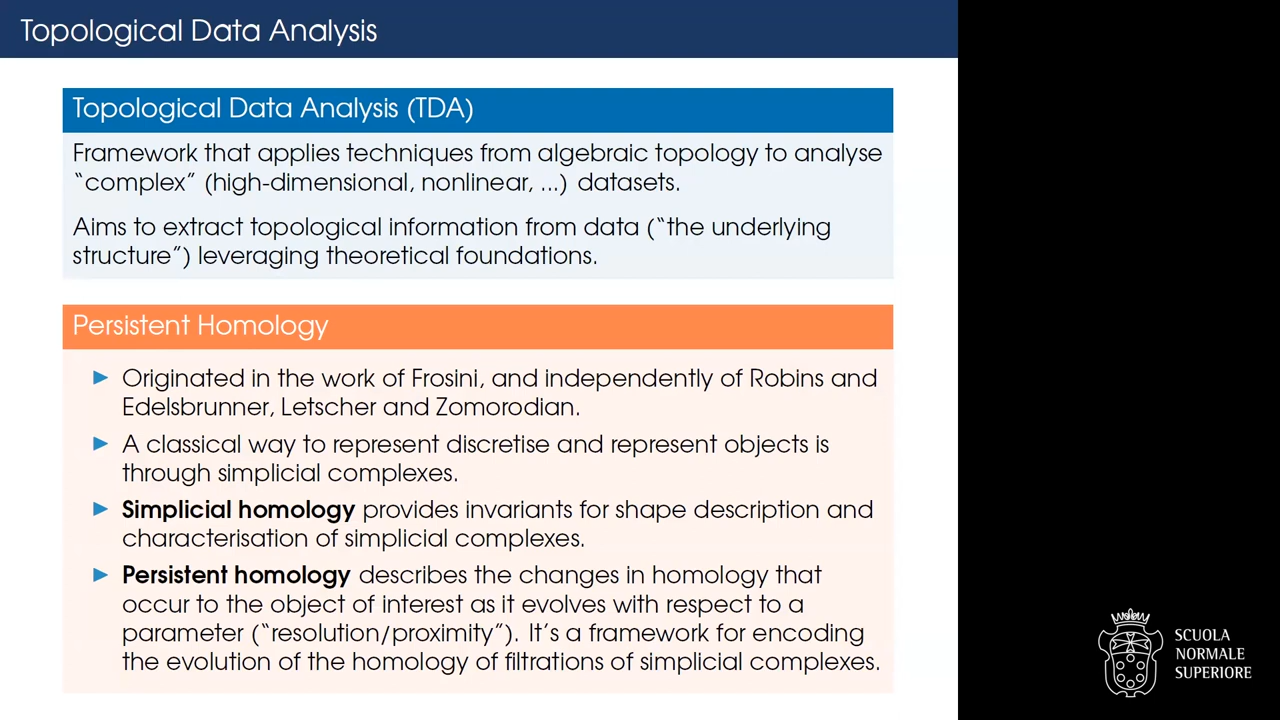 Topological Data Analysis
Topological Data Analysis (TDA)
Framework that applies techniques from algebraic topology to analyse
“complex” (high-dimensional, nonlinear, ...) datasets.
Aims to extract topological information from data (“the underlying
structure”) leveraging theoretical foundations.
Persistent Homology
► Originated in the work of Frosini, and independently of Robins and
Edelsbrunner, Letscher and Zomorodian.
► A classical way to represent discretise and represent objects is
through simplicial complexes.
► Simplicial homology provides invariants for shape description and
characterisation of simplicial complexes.
► Persistent homology describes the changes in homology that
occur to the object of interest as it evolves with respect to a
parameter (“resolution/proximity”). It’s a framework for encoding
the evolution of the homology of filtrations of simplicial complexes.
SCUOLA
NORMALE
SUPERIORE